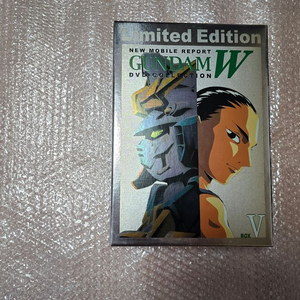 Limited Edition
NEW MOBILE REPORT
GUNDAM W
DVD-COLLECTION
BOX V